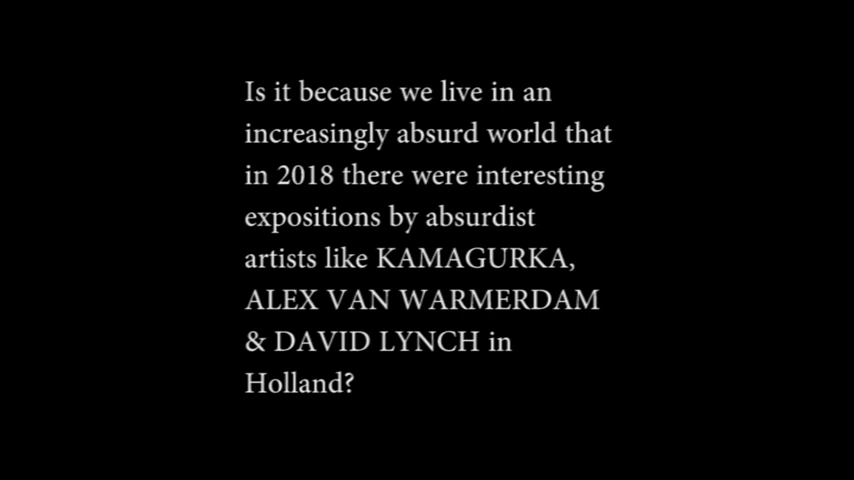 Is it because we live in an
increasingly absurd world that
in 2018 there were interesting
expositions by absurdist
artists like KAMAGURKA,
ALEX VAN WARMERDAM
& DAVID LYNCH in
Holland?